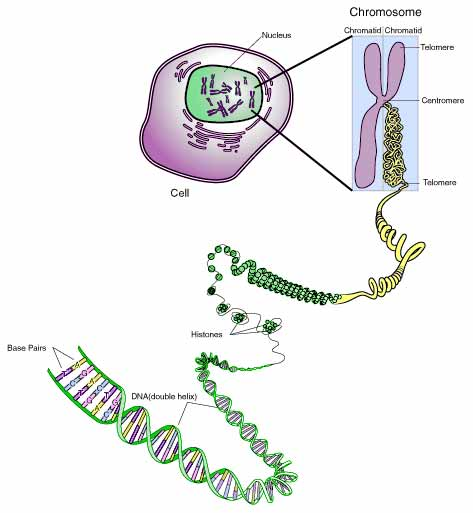 Chromosome
Nucleus
Chromatid Chromatid
Telomere
Centromere
Telomere
Cell
Histones
Base Pairs
DNA(double helix)